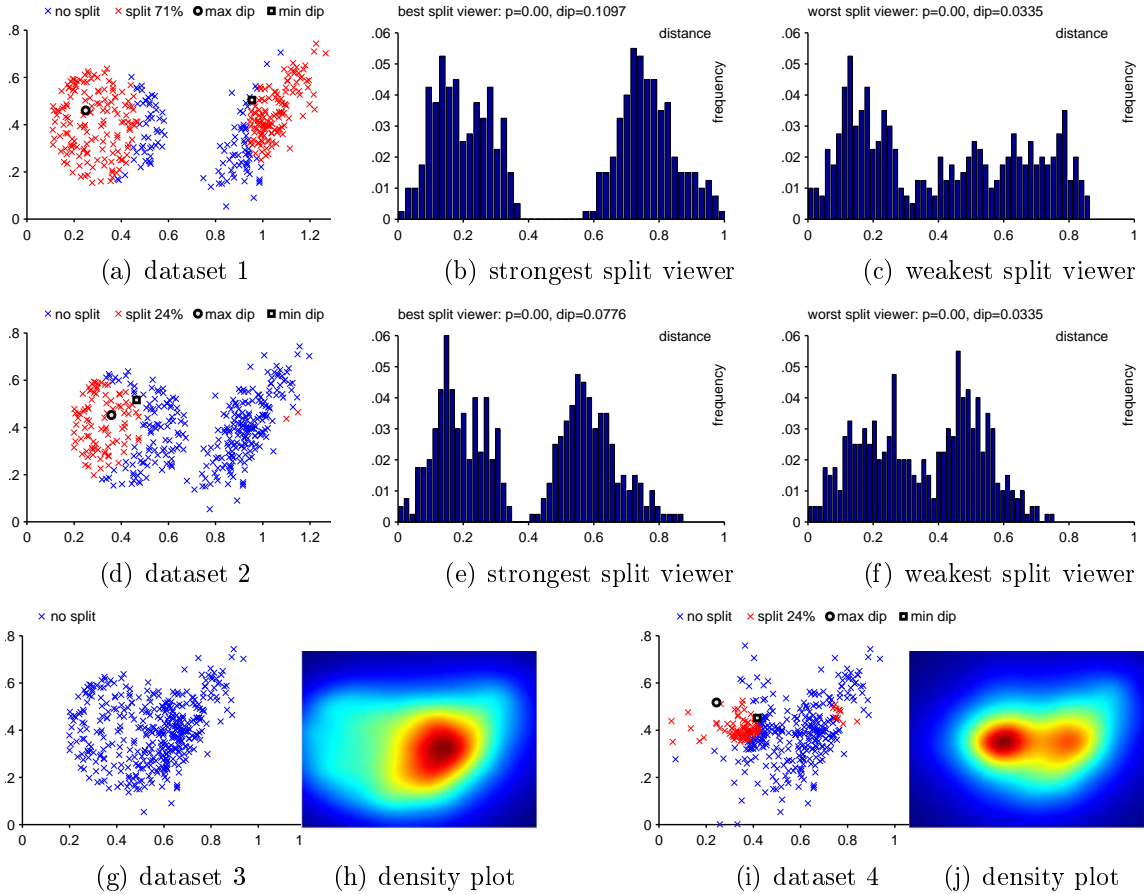 no split split 71% max dip min dip
best split viewer: p=0.00, dip=0.1097
worst split viewer: p=0.00, dip=0.0335
.8
.6
.4
.2
0
0 0.2 0.4 0.6 0.8 1 1.2
.06
.05
.04
.03
.02
.01
0
0 0.2 0.4 0.6 0.8 1
distance
frequency
.06
.05
.04
.03
.02
.01
0
0 0.2 0.4 0.6 0.8 1
distance
frequency
(a) dataset 1
(b) strongest split viewer
(c) weakest split viewer
no split split 24% max dip min dip
best split viewer: p=0.00, dip=0.0776
worst split viewer: p=0.00, dip=0.0335
.8
.6
.4
.2
0
0 0.2 0.4 0.6 0.8 1 1.2
.06
.05
.04
.03
.02
.01
0
0 0.2 0.4 0.6 0.8 1
distance
frequency
.06
.05
.04
.03
.02
.01
0
0 0.2 0.4 0.6 0.8 1
distance
frequency
(d) dataset 2
(e) strongest split viewer
(f) weakest split viewer
no split
.8
.6
.4
.2
0
0 0.2 0.4 0.6 0.8 1
no split split 24% max dip min dip
.8
.6
.4
.2
0
0 0.2 0.4 0.6 0.8 1
(g) dataset 3
(h) density plot
(i) dataset 4
(j) density plot